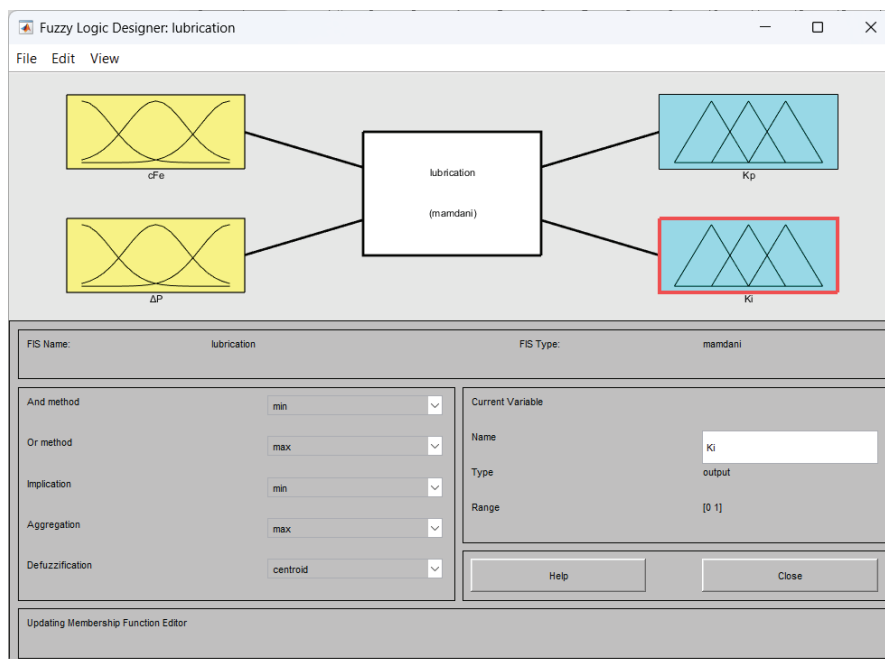 Fuzzy Logic Designer: lubrication
File Edit View
cFe
ΔP
lubrication
(mamdani)
Kp
Ki
FIS Name: lubrication FIS Type: mamdani
And method min
Or method max
Implication min
Aggregation max
Defuzzification centroid
Current Variable
Name Ki
Type output
Range [0 1]
Help Close
Updating Membership Function Editor